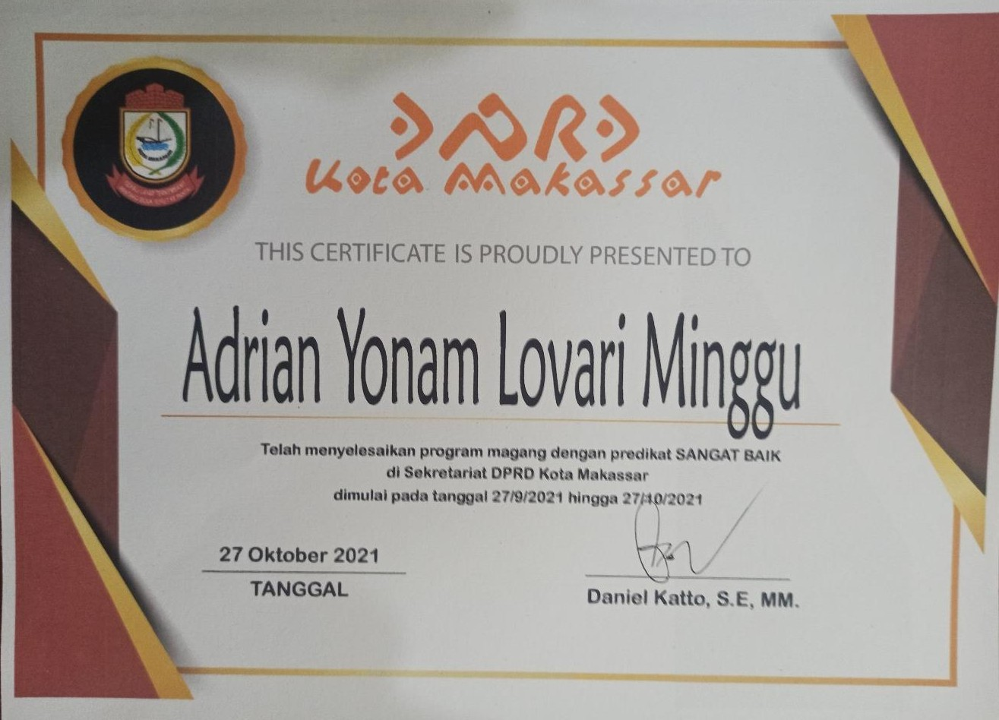 DPRD
Kota Makassar
THIS CERTIFICATE IS PROUDLY PRESENTED TO
Adrian Yonam Lovari Minggu
Telah menyelesaikan program magang dengan predikat SANGAT BAIK
di Sekretariat DPRD Kota Makassar
dimulai pada tanggal 27/9/2021 hingga 27/10/2021
27 Oktober 2021
TANGGAL
Daniel Katto, S.E, MM.